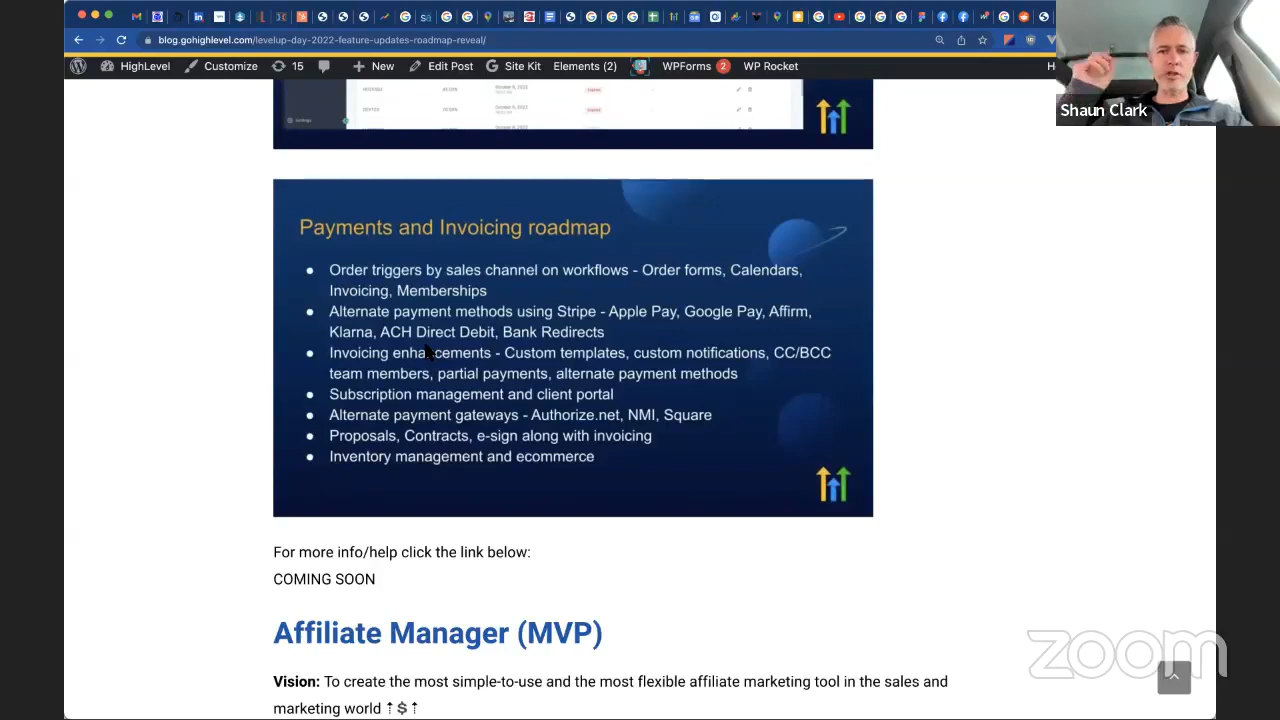 blog.gohighlevel.com/levelup-day-2022-feature-updates-roadmap-reveal/
HighLevel Customize 15 New Edit Post Site Kit Elements (2) WPForms 2 WP Rocket H
Shaun Clark
October 9, 2022
October 9, 2022
Payments and Invoicing roadmap
● Order triggers by sales channel on workflows - Order forms, Calendars,
Invoicing, Memberships
● Alternate payment methods using Stripe - Apple Pay, Google Pay, Affirm,
Klarna, ACH Direct Debit, Bank Redirects
● Invoicing enhancements - Custom templates, custom notifications, CC/BCC
team members, partial payments, alternate payment methods
● Subscription management and client portal
● Alternate payment gateways - Authorize.net, NMI, Square
● Proposals, Contracts, e-sign along with invoicing
● Inventory management and ecommerce
For more info/help click the link below:
COMING SOON
Affiliate Manager (MVP)
Vision: To create the most simple-to-use and the most flexible affiliate marketing tool in the sales and
marketing world ⇡$⇡
zoom